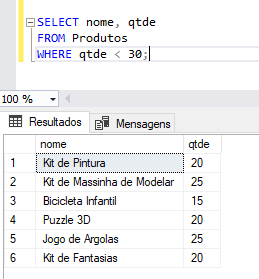 SELECT nome, qtde
FROM Produtos
WHERE qtde < 30;
100 %
Resultados Mensagens
nome qtde
1 Kit de Pintura 20
2 Kit de Massinha de Modelar 25
3 Bicicleta Infantil 15
4 Puzzle 3D 20
5 Jogo de Argolas 25
6 Kit de Fantasias 20